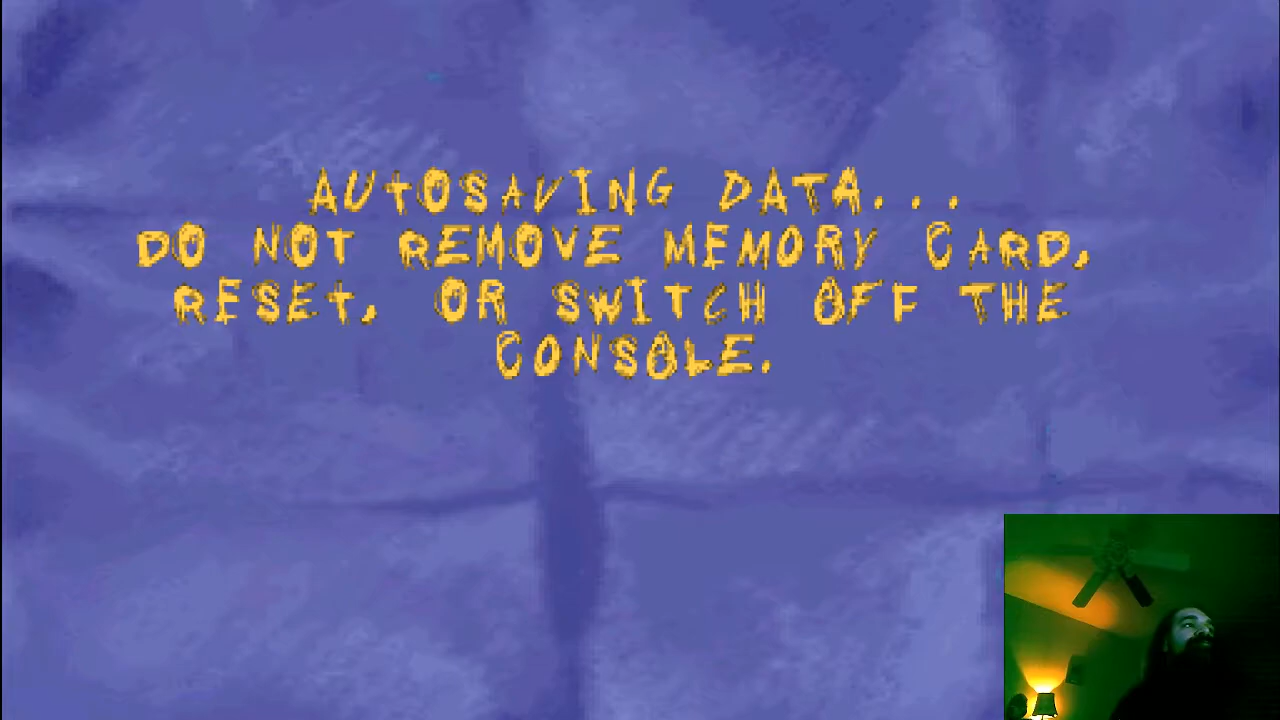 AUTOSAVING DATA...
DO NOT REMOVE MEMORY CARD,
RESET, OR SWITCH OFF THE
CONSOLE.